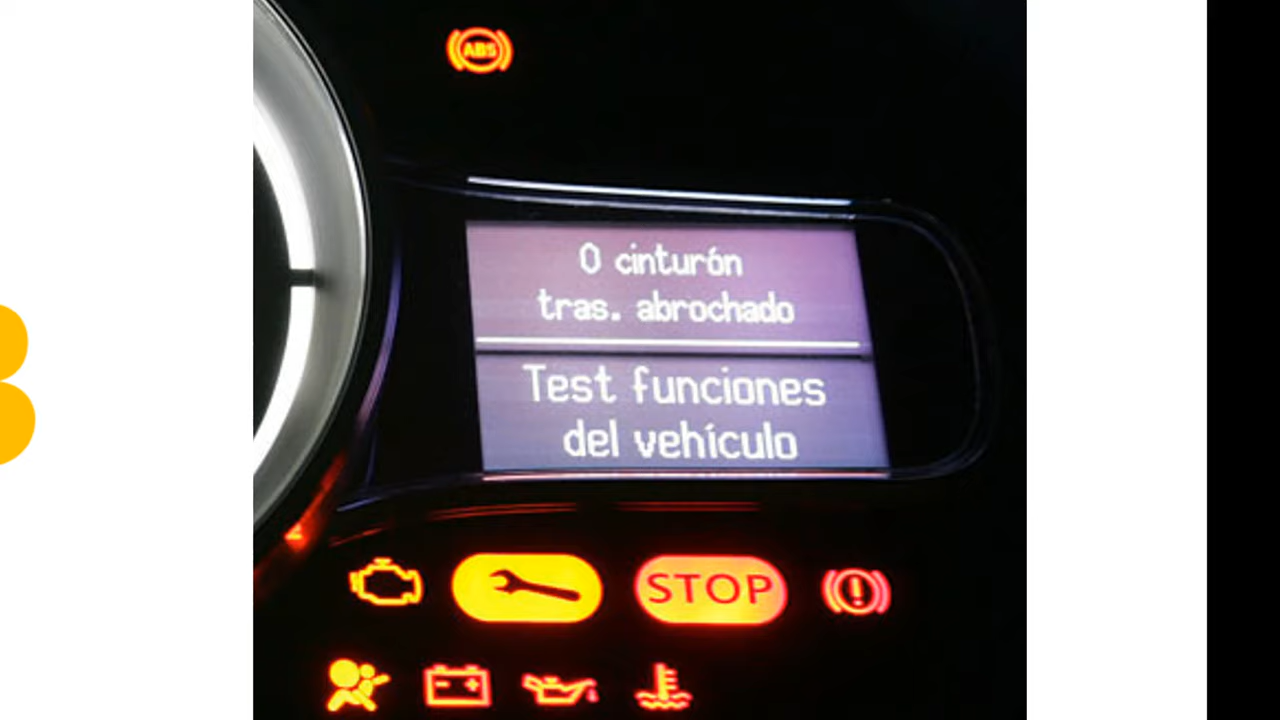 ABS
0 cinturón
tras. abrochado
Test funciones
del vehículo
STOP